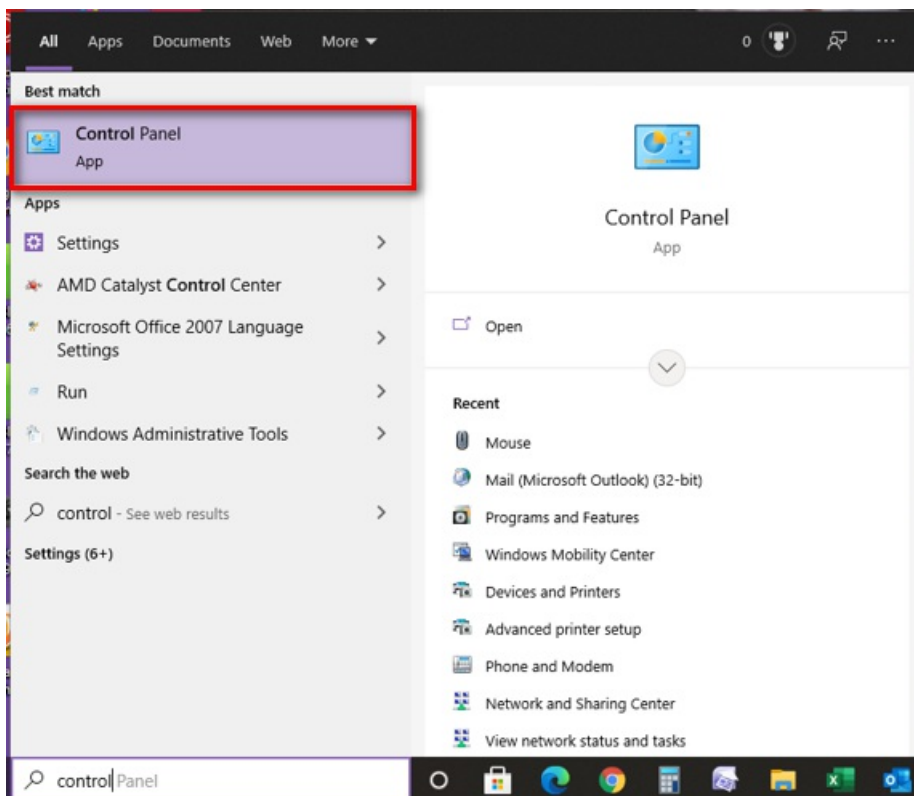 All Apps Documents Web More 0 ...
Best match
Control Panel
App
Apps
Settings
AMD Catalyst Control Center
Microsoft Office 2007 Language
Settings
Run
Windows Administrative Tools
Search the web
control - See web results
Settings (6+)
control Panel
Control Panel
App
Open
Recent
Mouse
Mail (Microsoft Outlook) (32-bit)
Programs and Features
Windows Mobility Center
Devices and Printers
Advanced printer setup
Phone and Modem
Network and Sharing Center
View network status and tasks